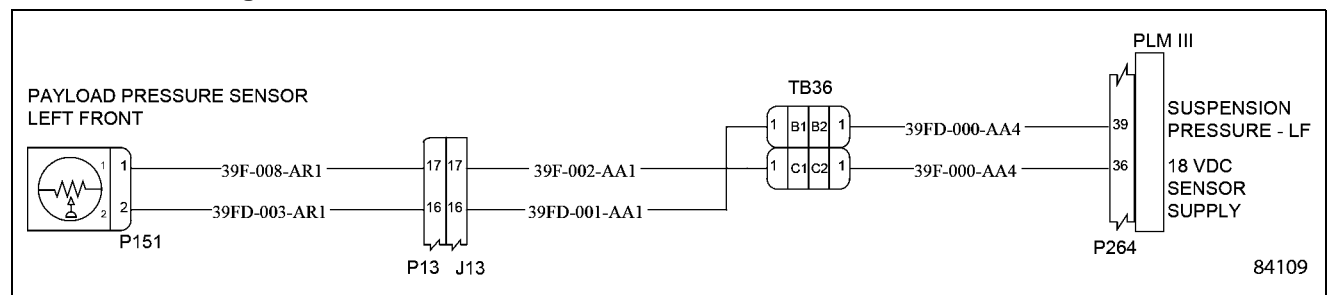 PLM III
TB36
PAYLOAD PRESSURE SENSOR
LEFT FRONT
1 B1 B2 1 39FD-000-AA4 39
SUSPENSION
PRESSURE - LF
1 1 39F-008-AR1 17 17 39F-002-AA1 1 C1 C2 1 39F-000-AA4 36
18 VDC
SENSOR
SUPPLY
2 2 39FD-003-AR1 16 16 39FD-001-AA1
P151
P13 J13
P264
84109